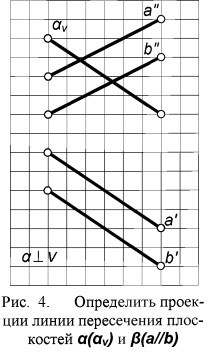 αᵥ
a"
b"
a'
b'
α⊥V
Рис. 4. Определить проек-
ции линии пересечения плос-
костей α(αᵥ) и β(a//b)